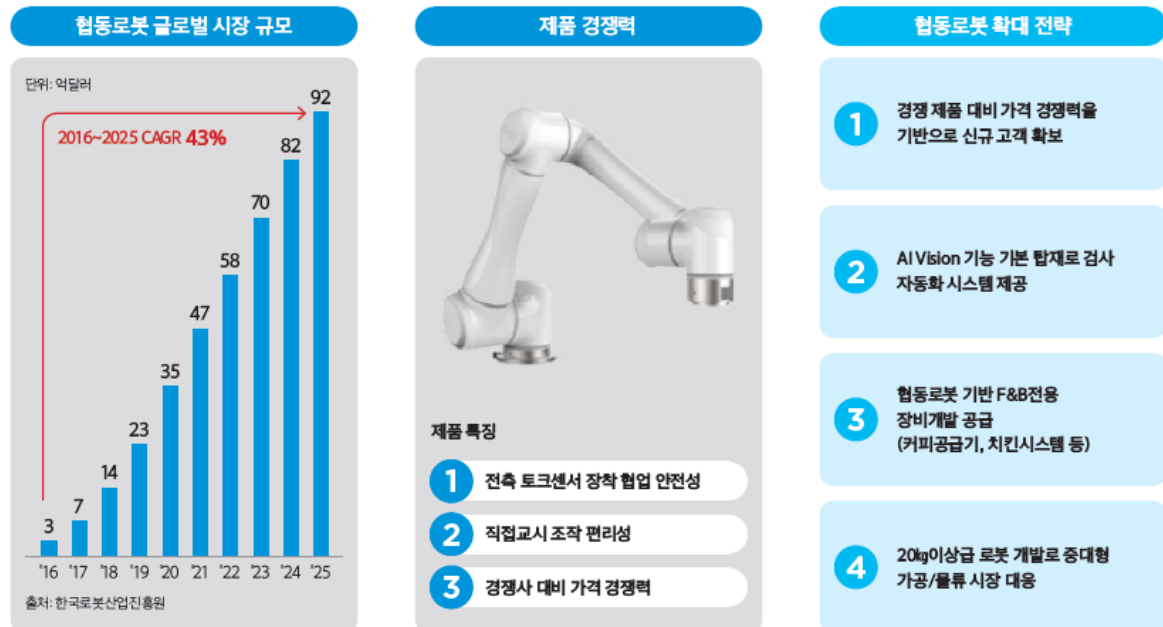 협동로봇 글로벌 시장 규모
단위: 억달러
2016~2025 CAGR 43%
3
7
14
23
35
47
58
70
82
92
'16 '17 '18 '19 '20 '21 '22 '23 '24 '25
출처: 한국로봇산업진흥원
제품 경쟁력
제품 특징
1 전축 토크센서 장착 협업 안전성
2 직접교시 조작 편리성
3 경쟁사 대비 가격 경쟁력
협동로봇 확대 전략
1
경쟁 제품 대비 가격 경쟁력을
기반으로 신규 고객 확보
2
AI Vision 기능 기본 탑재로 검사
자동화 시스템 제공
3
협동로봇 기반 F&B전용
장비개발 공급
(커피공급기, 치킨시스템 등)
4
20㎏이상급 로봇 개발로 중대형
가공/물류 시장 대응